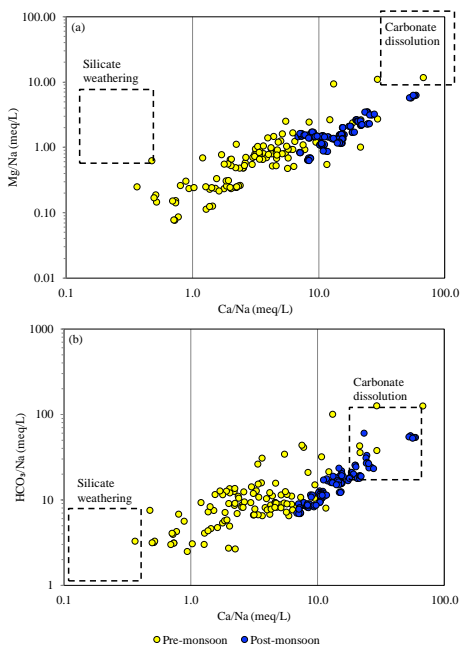 100.00
(a)
Carbonate
dissolution
Silicate
weathering
10.00
Mg/Na (meq/L)
1.00
0.10
0.01
0.1
1.0
10.0
100.0
Ca/Na (meq/L)
1000
(b)
Carbonate
dissolution
100
HCO3/Na (meq/L)
Silicate
weathering
10
1
0.1
1.0
10.0
100.0
Ca/Na (meq/L)
Pre-monsoon Post-monsoon